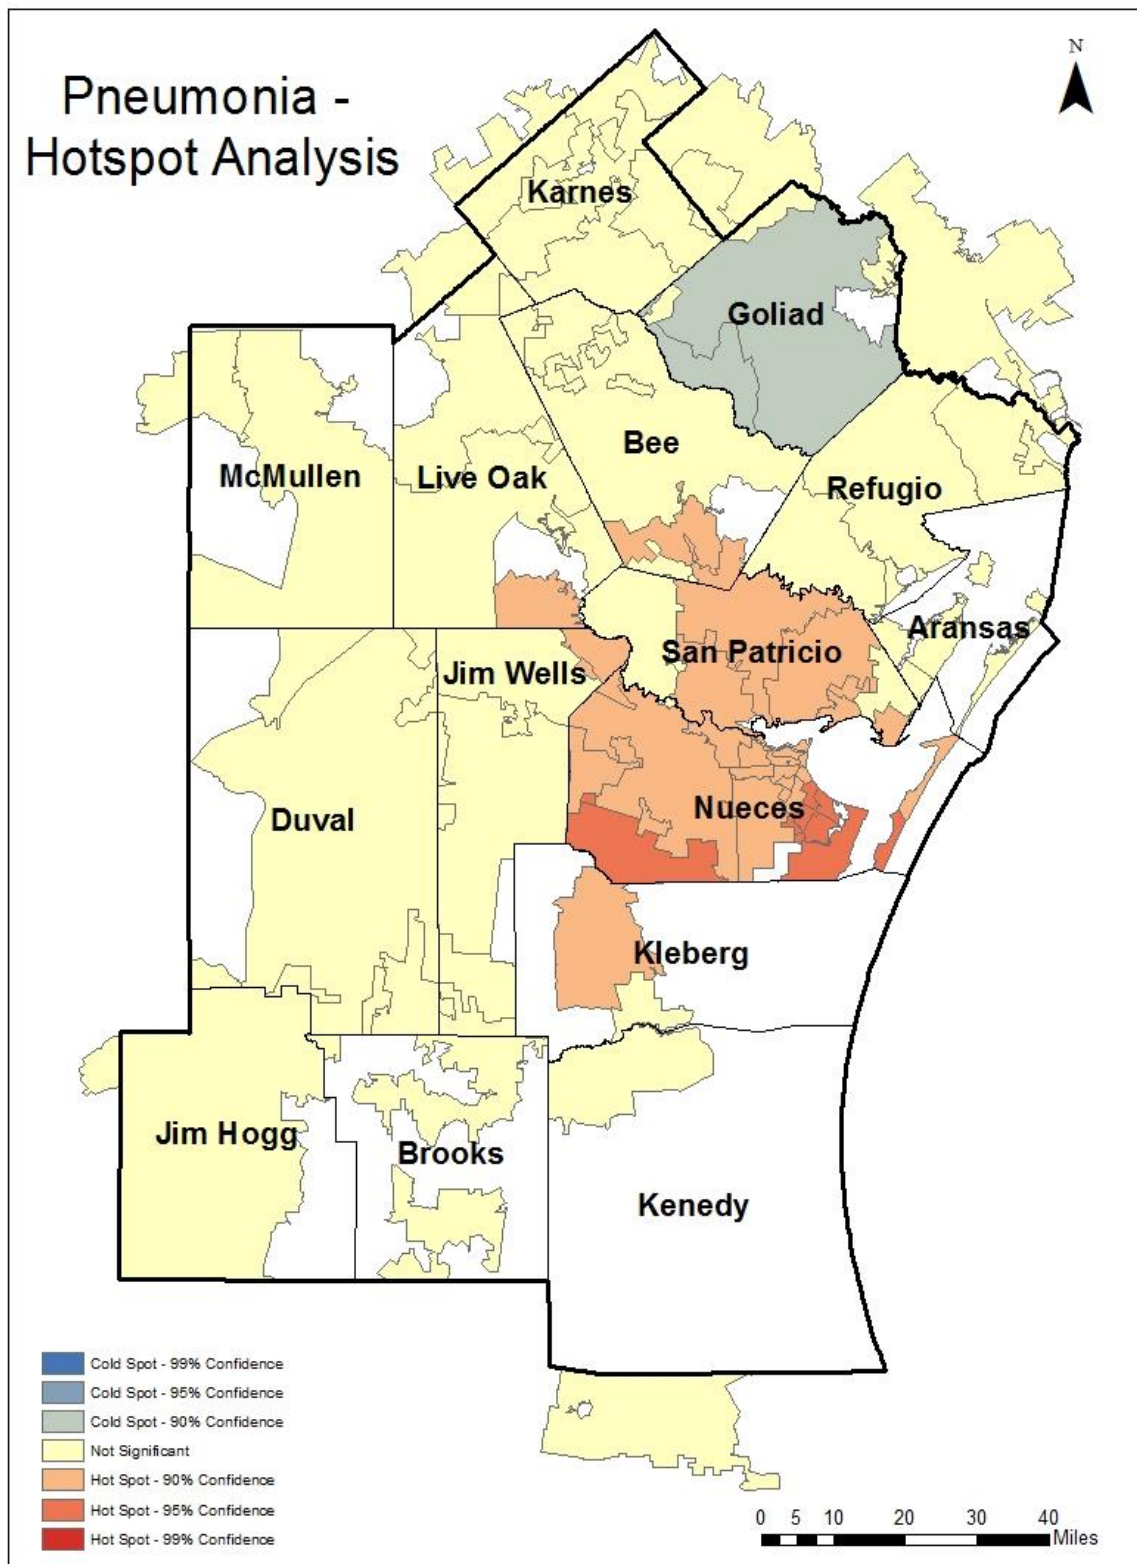 Pneumonia -
Hotspot Analysis
N
Karnes
Goliad
Bee
McMullen
Live Oak
Refugio
Aransas
San Patricio
Jim Wells
Nueces
Duval
Kleberg
Jim Hogg
Brooks
Kenedy
Cold Spot - 99% Confidence
Cold Spot - 95% Confidence
Cold Spot - 90% Confidence
Not Significant
Hot Spot - 90% Confidence
Hot Spot - 95% Confidence
Hot Spot - 99% Confidence
0 5 10 20 30 40
Miles